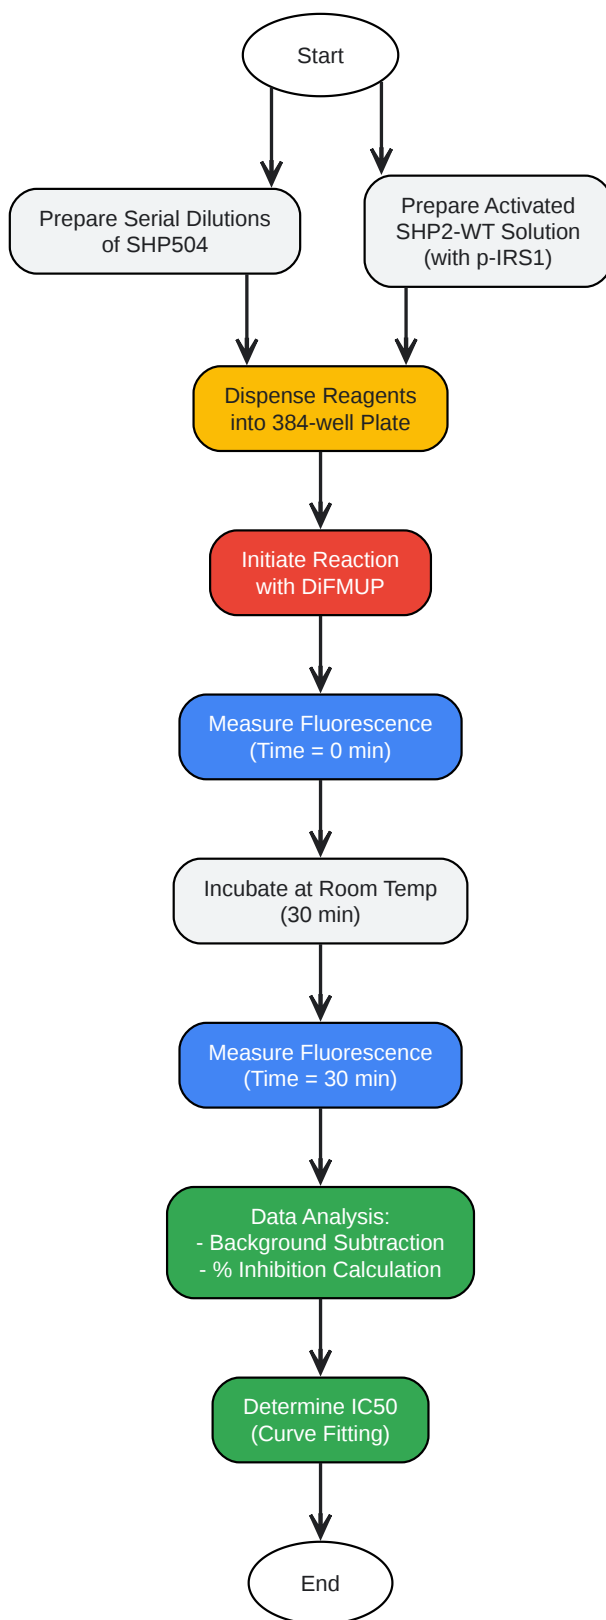 Start
Prepare Serial Dilutions
of SHP504
Prepare Activated
SHP2-WT Solution
(with p-IRS1)
Dispense Reagents
into 384-well Plate
Initiate Reaction
with DiFMUP
Measure Fluorescence
(Time = 0 min)
Incubate at Room Temp
(30 min)
Measure Fluorescence
(Time = 30 min)
Data Analysis:
- Background Subtraction
- % Inhibition Calculation
Determine IC50
(Curve Fitting)
End